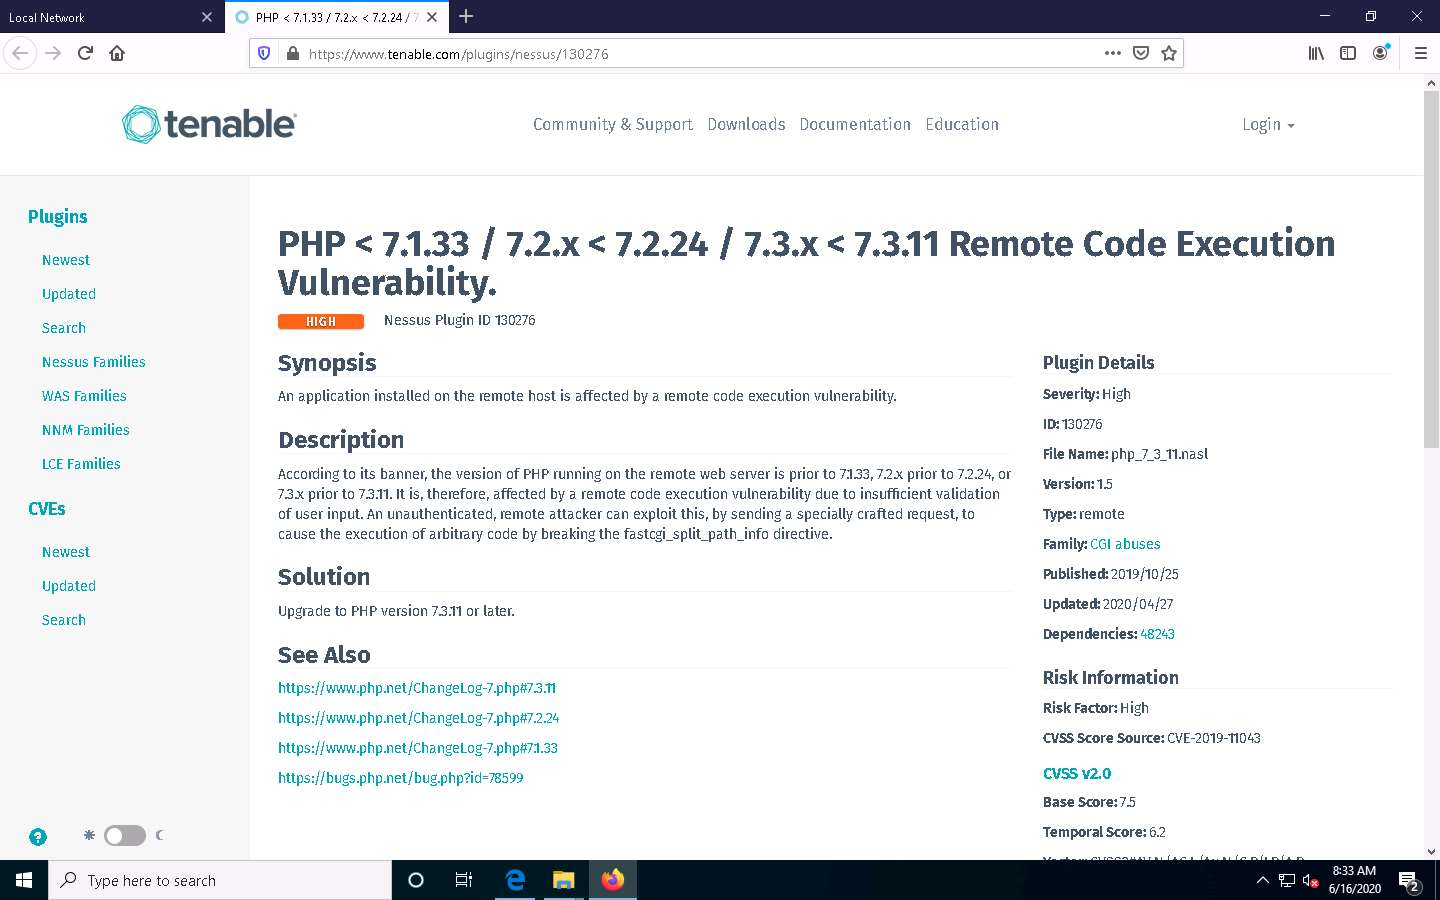 Local Network
PHP < 7.1.33 / 7.2.x < 7.2.24 / 7
https://www.tenable.com/plugins/nessus/130276
tenable
Community & Support Downloads Documentation Education
Login
Plugins
Newest
Updated
Search
Nessus Families
WAS Families
NNM Families
LCE Families
CVEs
Newest
Updated
Search
PHP < 7.1.33 / 7.2.x < 7.2.24 / 7.3.x < 7.3.11 Remote Code Execution
Vulnerability.
HIGH
Nessus Plugin ID 130276
Synopsis
An application installed on the remote host is affected by a remote code execution vulnerability.
Description
According to its banner, the version of PHP running on the remote web server is prior to 7.1.33, 7.2.x prior to 7.2.24, or
7.3.x prior to 7.3.11. It is, therefore, affected by a remote code execution vulnerability due to insufficient validation
of user input. An unauthenticated, remote attacker can exploit this, by sending a specially crafted request, to
cause the execution of arbitrary code by breaking the fastcgi_split_path_info directive.
Solution
Upgrade to PHP version 7.3.11 or later.
See Also
https://www.php.net/ChangeLog-7.php#7.3.11
https://www.php.net/ChangeLog-7.php#7.2.24
https://www.php.net/ChangeLog-7.php#7.1.33
https://bugs.php.net/bug.php?id=78599
Plugin Details
Severity: High
ID: 130276
File Name: php_7_3_11.nasl
Version: 1.5
Type: remote
Family: CGI abuses
Published: 2019/10/25
Updated: 2020/04/27
Dependencies: 48243
Risk Information
Risk Factor: High
CVSS Score Source: CVE-2019-11043
CVSS v2.0
Base Score: 7.5
Temporal Score: 6.2
Type here to search
8:33 AM
6/16/2020
2